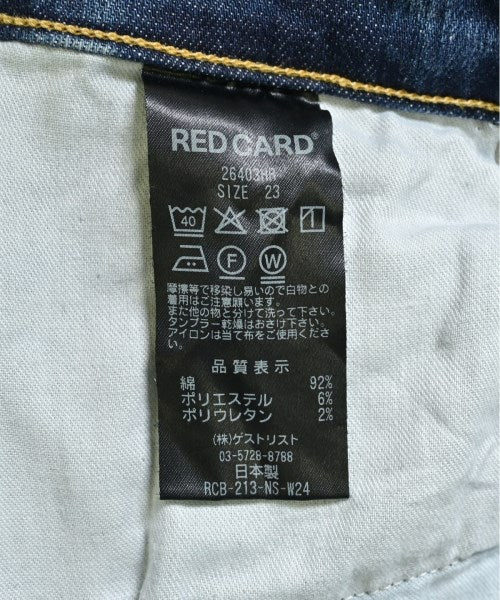 RED CARD®
26403HR
SIZE 23
40
F W
摩擦等で移染し易いので白物との
着用はご注意願います。
また他の物と分けて洗って下さい。
タンブラー乾燥はおさけ下さい。
アイロンは当て布をご使用くださ
い。
品質表示
綿 92%
ポリエステル 6%
ポリウレタン 2%
(株)ゲストリスト
03-5728-8788
日本製
RCB-213-NS-W24